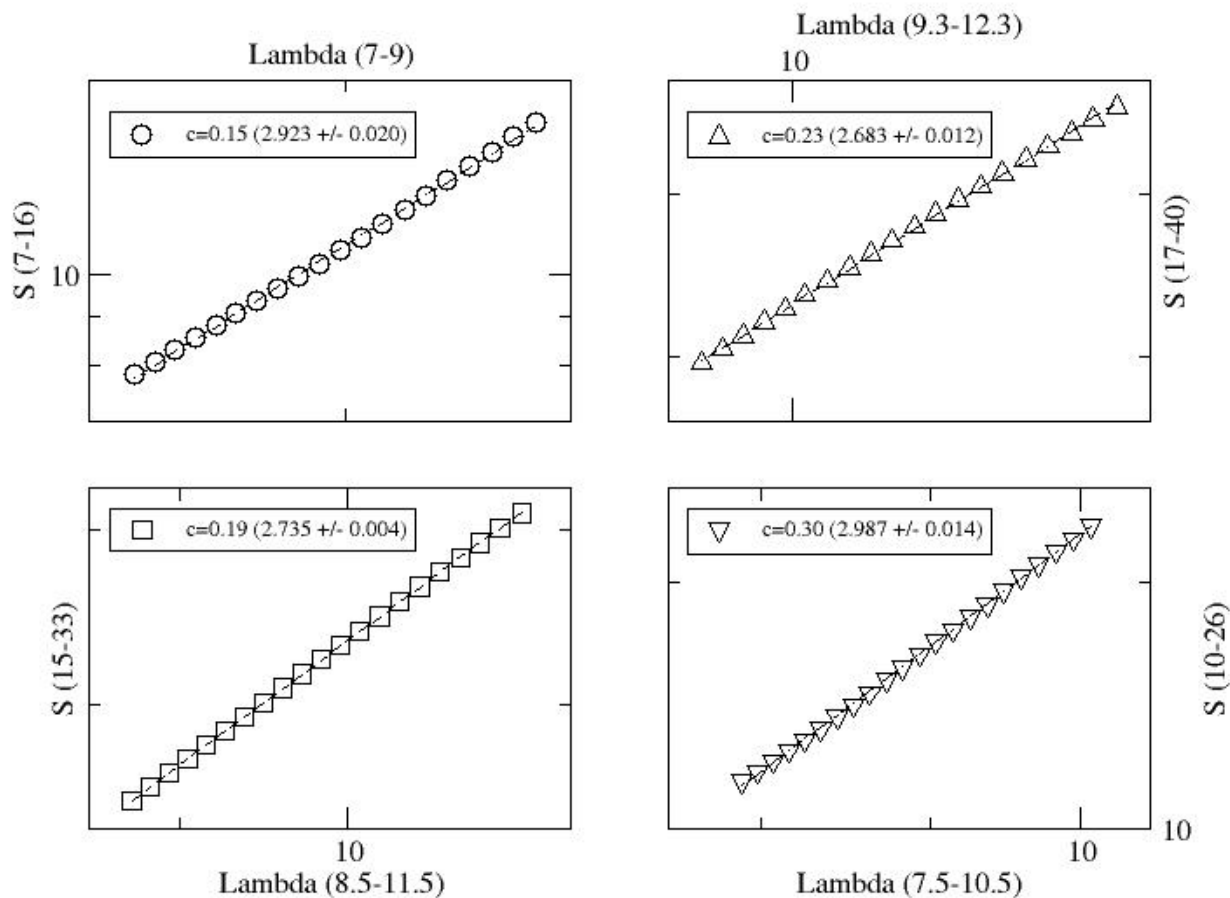 Lambda (7-9)
c=0.15 (2.923 +/- 0.020)
S (7-16)
10
Lambda (9.3-12.3)
10
c=0.23 (2.683 +/- 0.012)
S (17-40)
c=0.19 (2.735 +/- 0.004)
S (15-33)
10
Lambda (8.5-11.5)
c=0.30 (2.987 +/- 0.014)
S (10-26)
10
10
Lambda (7.5-10.5)